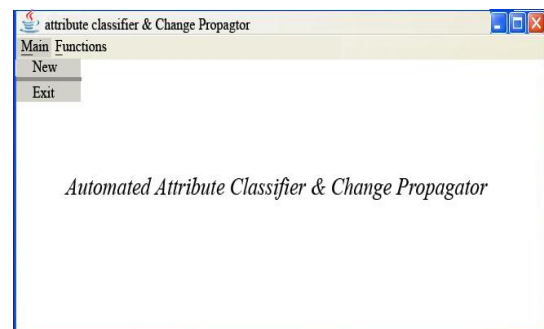 attribute classifier & Change Propagtor
Main Functions
New
Exit
Automated Attribute Classifier & Change Propagator